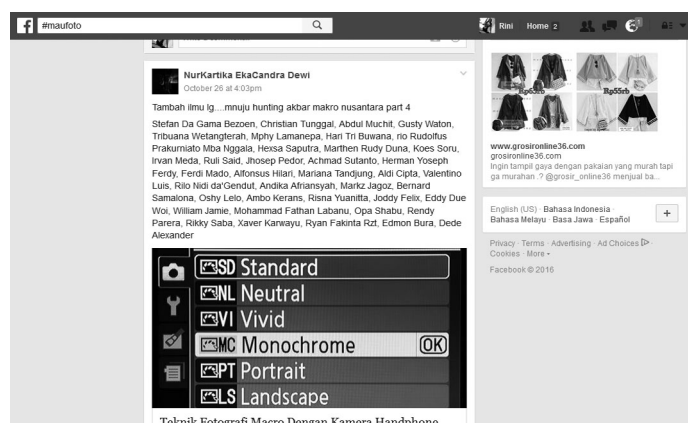 #maufoto
Rini Home 2
NurKartika EkaCandra Dewi
October 26 at 4:03pm
Tambah ilmu lg....mnuju hunting akbar makro nusantara part 4
Stefan Da Gama Bezoen, Christian Tunggal, Abdul Muchit, Gusty Waton,
Tribuana Wetangterah, Mphy Lamanepa, Hari Tri Buwana, rio Rudolfus
Prakurniato Mba Nggala, Hexsa Saputra, Marthen Rudy Duna, Koes Soru,
Irvan Meda, Ruli Said, Jhosep Pedor, Achmad Sutanto, Herman Yoseph
Ferdy, Ferdi Mado, Alfonsus Hilari, Mariana Tandjung, Aldi Cipta, Valentino
Luis, Rilo Nidi da'Gendut, Andika Afriansyah, Markz Jagoz, Bernard
Samalona, Oshy Lelo, Ambo Kerans, Risna Yuanitta, Joddy Felix, Eddy Due
Woi, William Jamie, Mohammad Fathan Labanu, Opa Shabu, Rendy
Parera, Rikky Saba, Xaver Karwayu, Ryan Fakinta Rzt, Edmon Bura, Dede
Alexander
SD Standard
NL Neutral
VI Vivid
MC Monochrome OK
PT Portrait
LS Landscape
Teknik Fotografi Macro Dengan Kamera Handphone
www.grosironline36.com
grosironline36.com
Ingin tampil gaya dengan pakaian yang murah tapi
ga murahan .? @grosir_online36 menjual ba...
English (US) · Bahasa Indonesia ·
Bahasa Melayu · Basa Jawa · Español
+
Privacy · Terms · Advertising · Ad Choices ·
Cookies · More
Facebook © 2016